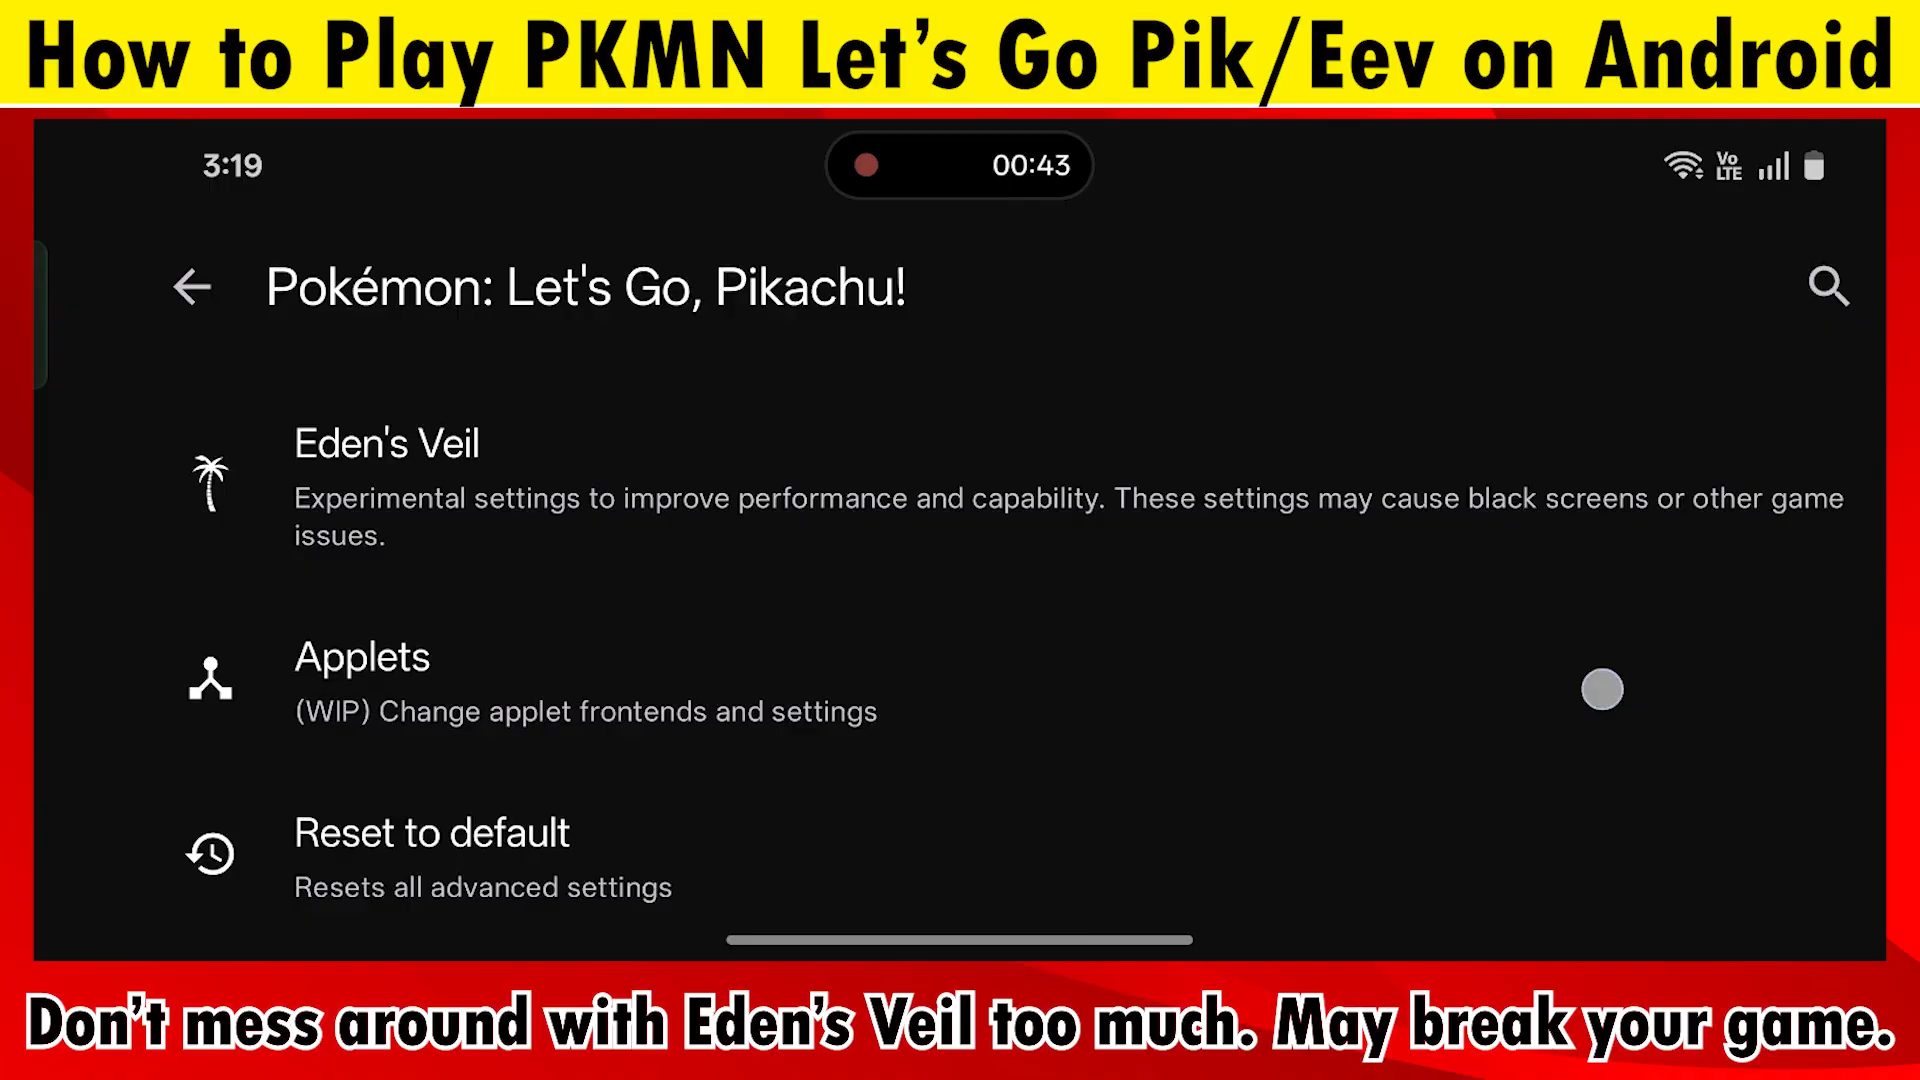 How to Play PKMN Let’s Go Pik/Eev on Android
3:19
00:43
Vo
LTE
Pokémon: Let's Go, Pikachu!
Eden's Veil
Experimental settings to improve performance and capability. These settings may cause black screens or other game
issues.
Applets
(WIP) Change applet frontends and settings
Reset to default
Resets all advanced settings
Don’t mess around with Eden’s Veil too much. May break your game.